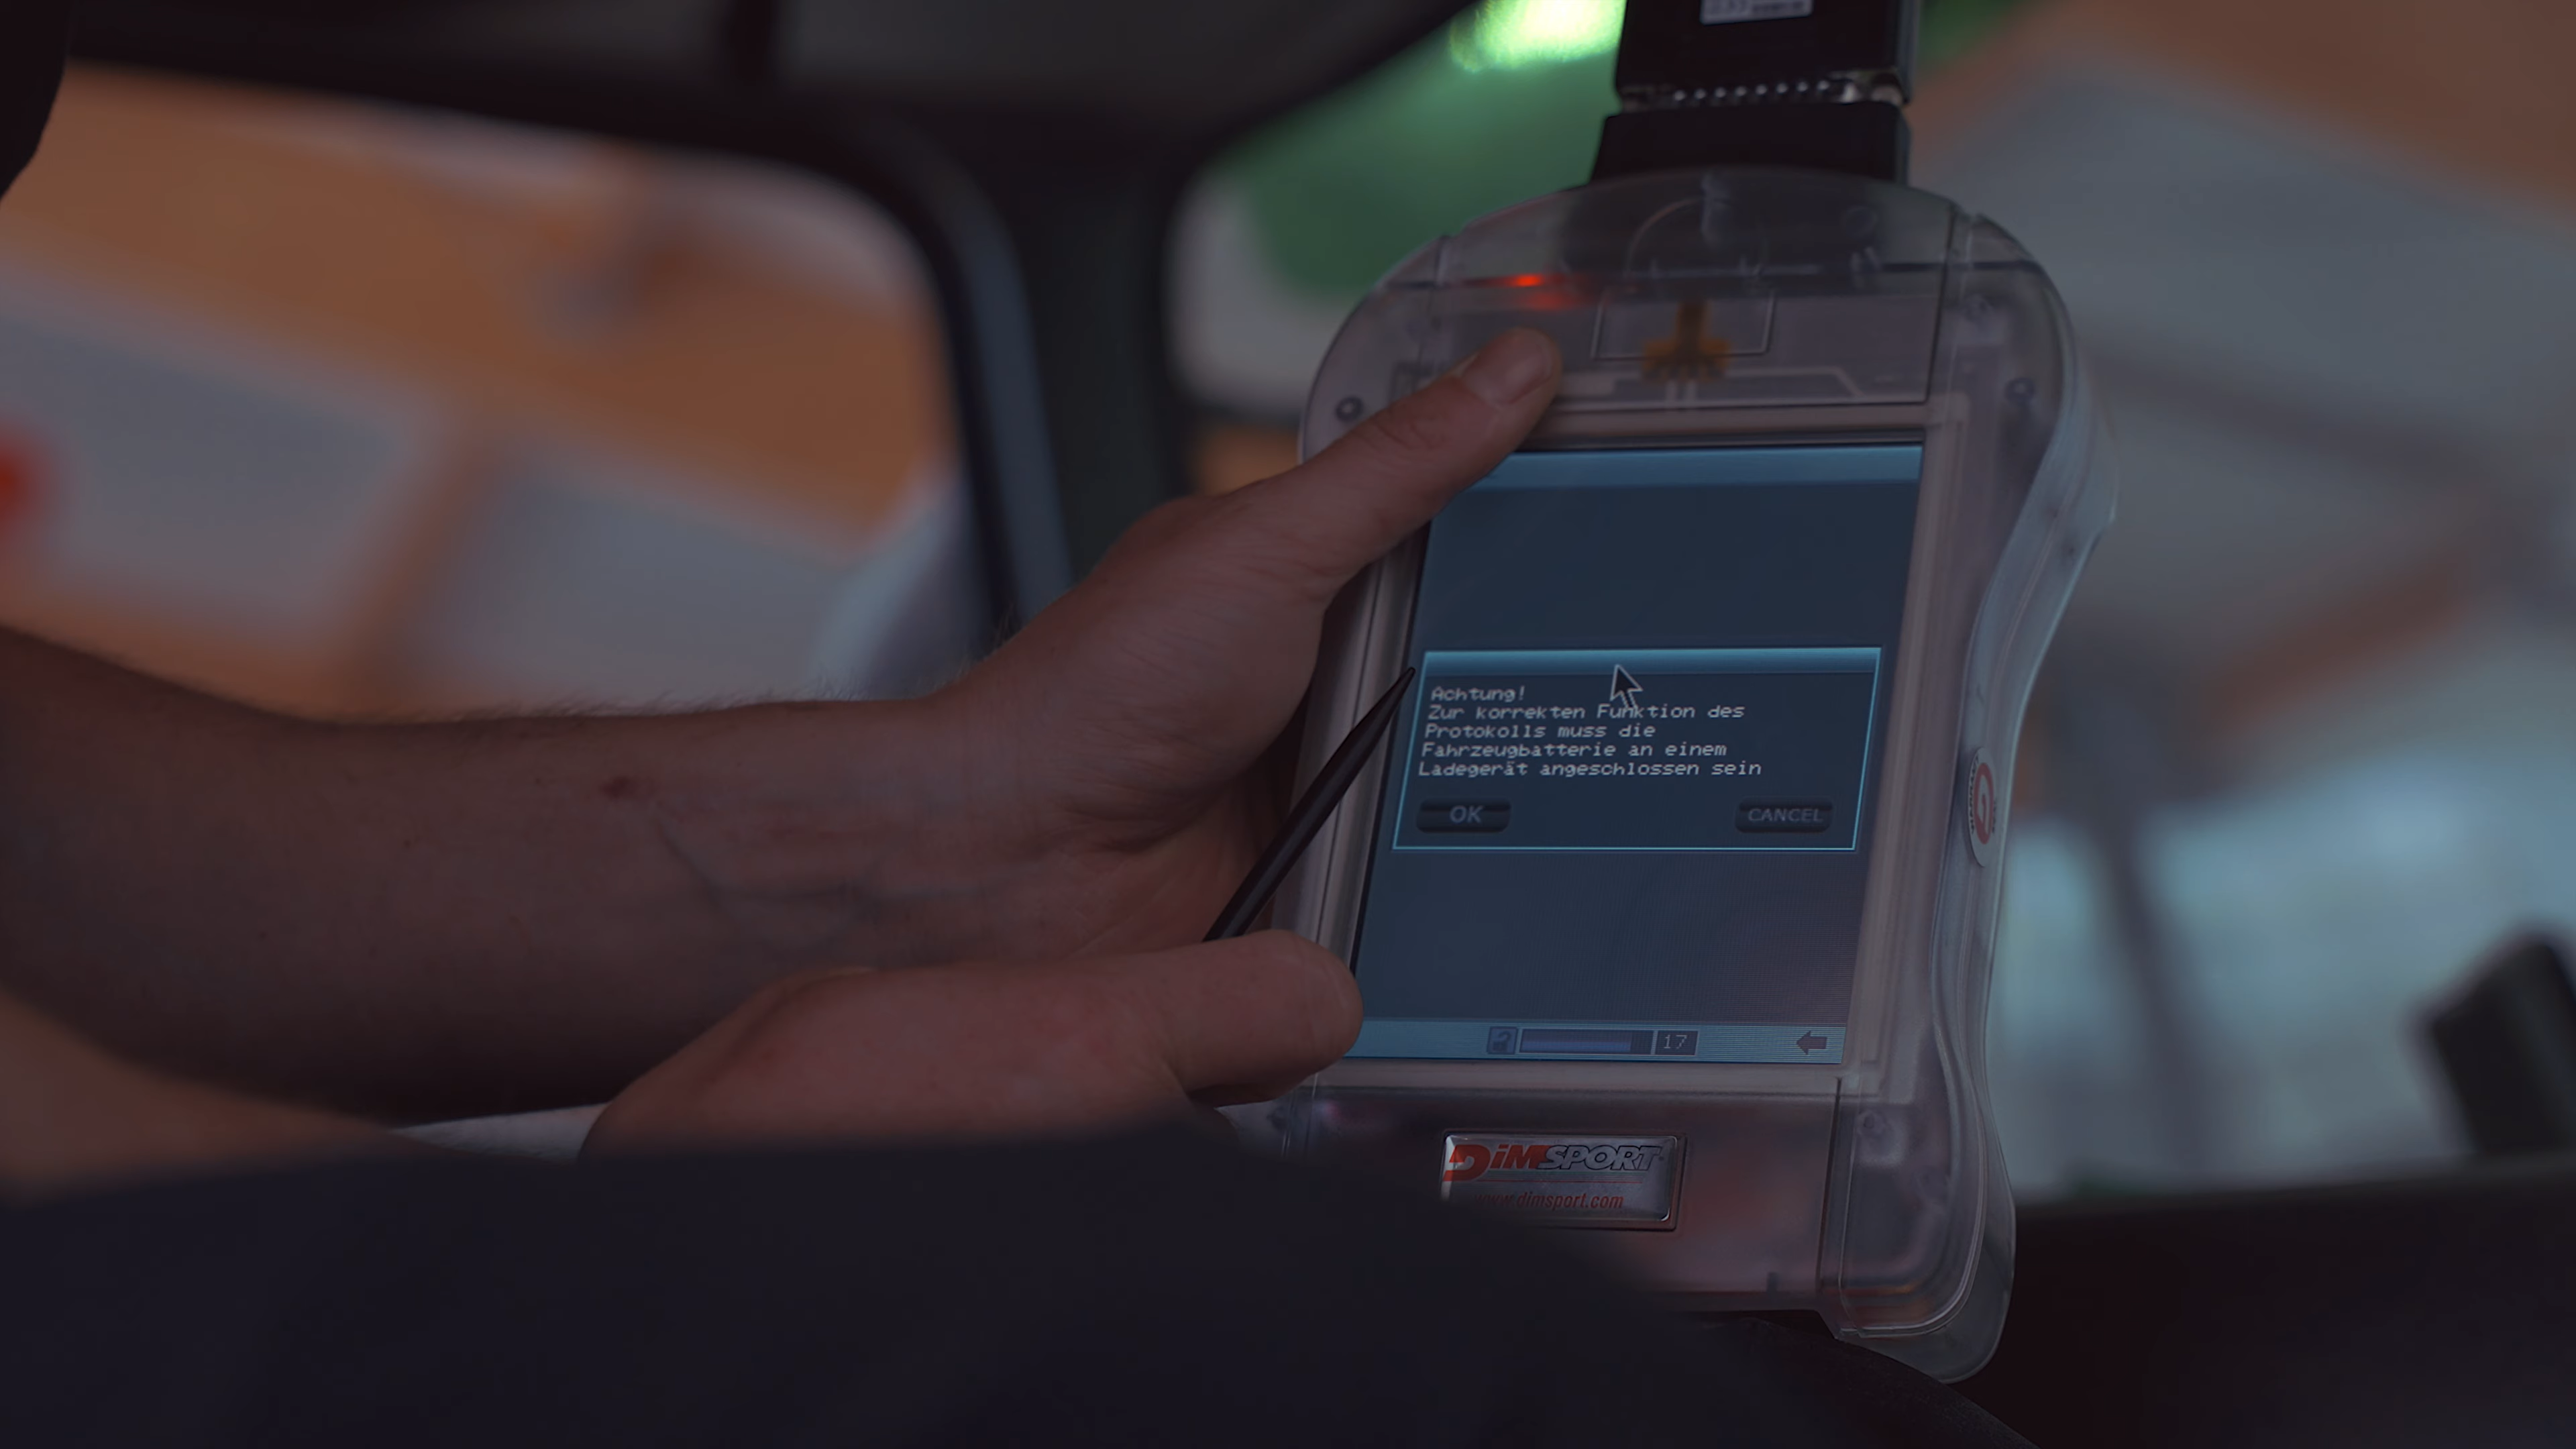 Achtung!
Zur korrekten Funktion des
Protokolls muss die
Fahrzeugbatterie an einem
Ladegerät angeschlossen sein
OK CANCEL
17
DiMSPORT
www.dimsport.com